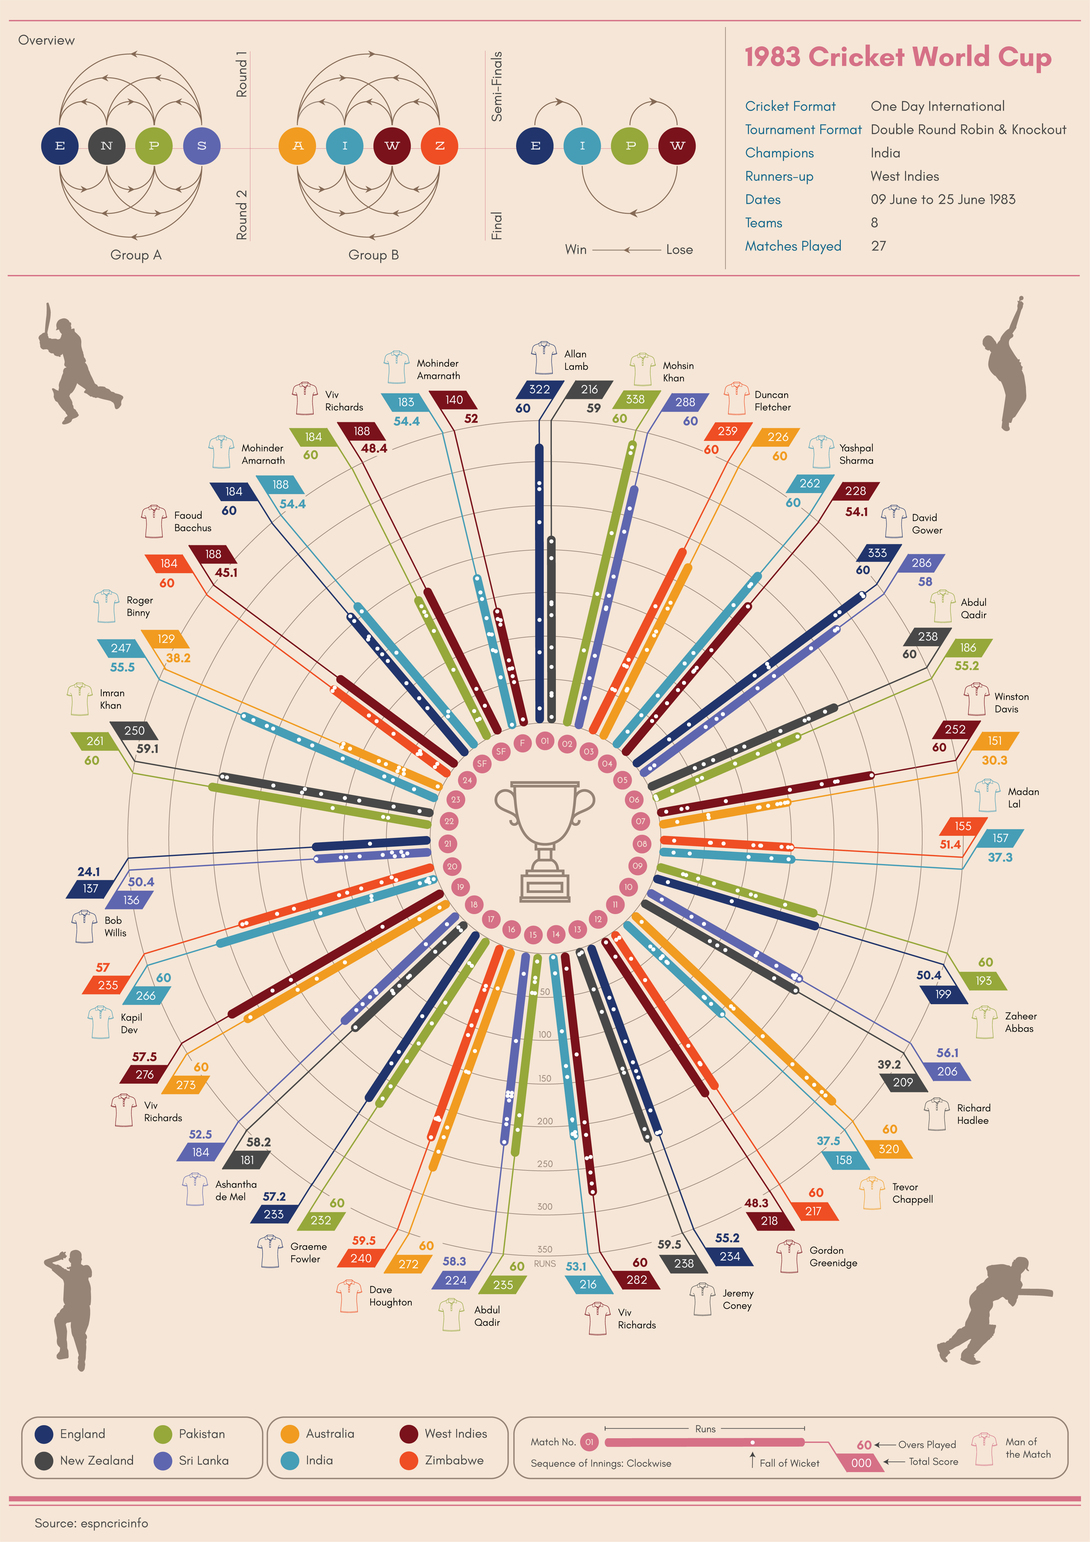 Overview
Round 1
Round 2
E N P S
Group A
A I W Z
Group B
Semi-Finals
Final
E I P W
Win
Lose
1983 Cricket World Cup
Cricket Format One Day International
Tournament Format Double Round Robin & Knockout
Champions India
Runners-up West Indies
Dates 09 June to 25 June 1983
Teams 8
Matches Played 27
Allan
Lamb
322
60
216
59
Mohsin
Khan
338
60
288
60
Duncan
Fletcher
239
60
226
60
Yashpal
Sharma
262
60
228
54.1
David
Gower
333
60
286
58
Abdul
Qadir
238
60
186
55.2
Winston
Davis
252
60
151
30.3
Madan
Lal
155
51.4
157
37.3
60
193
50.4
199
Zaheer
Abbas
56.1
206
39.2
209
Richard
Hadlee
60
320
37.5
158
Trevor
Chappell
60
217
48.3
218
Gordon
Greenidge
55.2
234
59.5
238
Jeremy
Coney
60
282
53.1
216
Viv
Richards
60
235
58.3
224
Abdul
Qadir
60
272
59.5
240
Dave
Houghton
60
232
57.2
233
Graeme
Fowler
58.2
181
52.5
184
Ashantha
de Mel
60
273
57.5
276
Viv
Richards
60
266
57
235
Kapil
Dev
50.4
136
24.1
137
Bob
Willis
Imran
Khan
250
59.1
261
60
Roger
Binny
129
38.2
247
55.5
Faoud
Bacchus
188
45.1
184
60
Mohinder
Amarnath
188
54.4
184
60
Viv
Richards
188
48.4
184
60
Mohinder
Amarnath
183
54.4
140
52
01
02
03
04
05
06
07
08
09
10
11
12
13
14
15
16
17
18
19
20
21
22
23
24
SF
SF
F
50
100
150
200
250
300
350
RUNS
England
Pakistan
New Zealand
Sri Lanka
Australia
West Indies
India
Zimbabwe
Runs
Match No. 01
Sequence of Innings: Clockwise
Fall of Wicket
60 Overs Played
000 Total Score
Man of
the Match
Source: espncricinfo